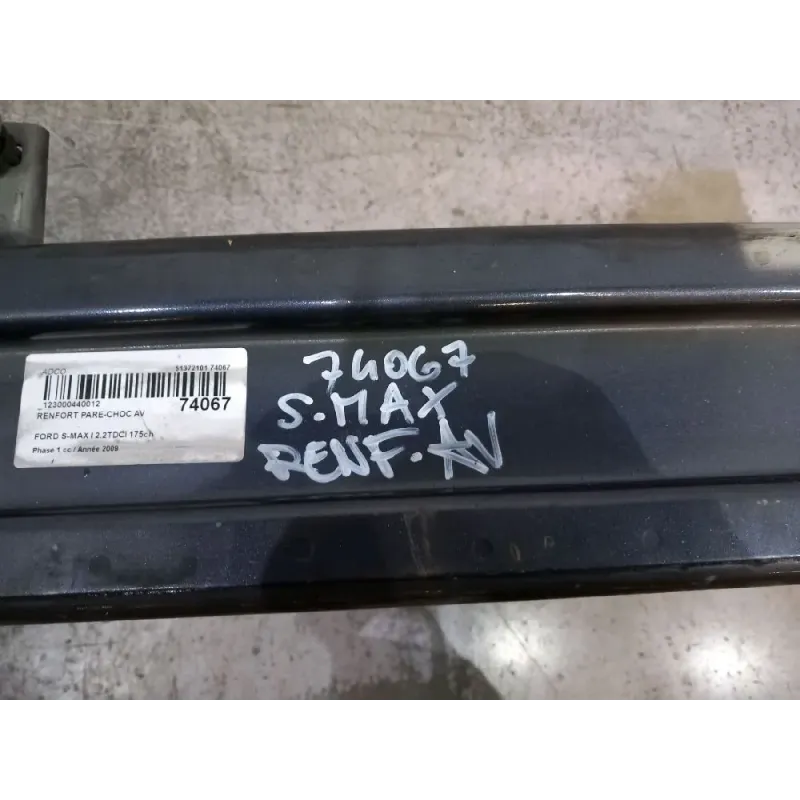 ADCO 51372101 74067
_123000440012 74067
RENFORT PARE-CHOC AV
FORD S-MAX I 2.2TDCI 175ch
Phase 1 cc / Année 2009
74067
S.MAX
RENF.AV